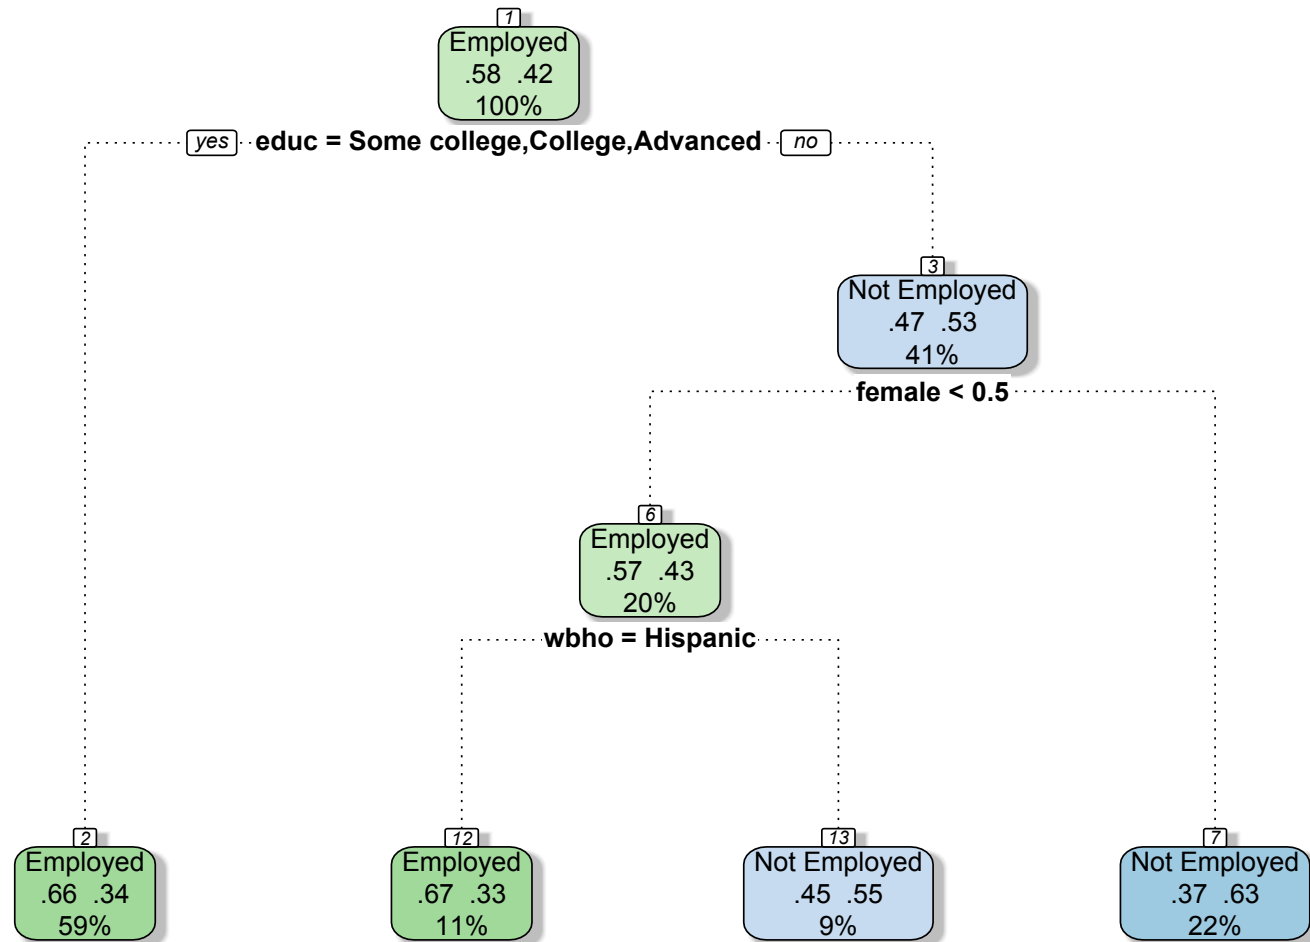 1
Employed
.58 .42
100%
yes educ = Some college,College,Advanced no
3
Not Employed
.47 .53
41%
female < 0.5
6
Employed
.57 .43
20%
wbho = Hispanic
2
Employed
.66 .34
59%
12
Employed
.67 .33
11%
13
Not Employed
.45 .55
9%
7
Not Employed
.37 .63
22%